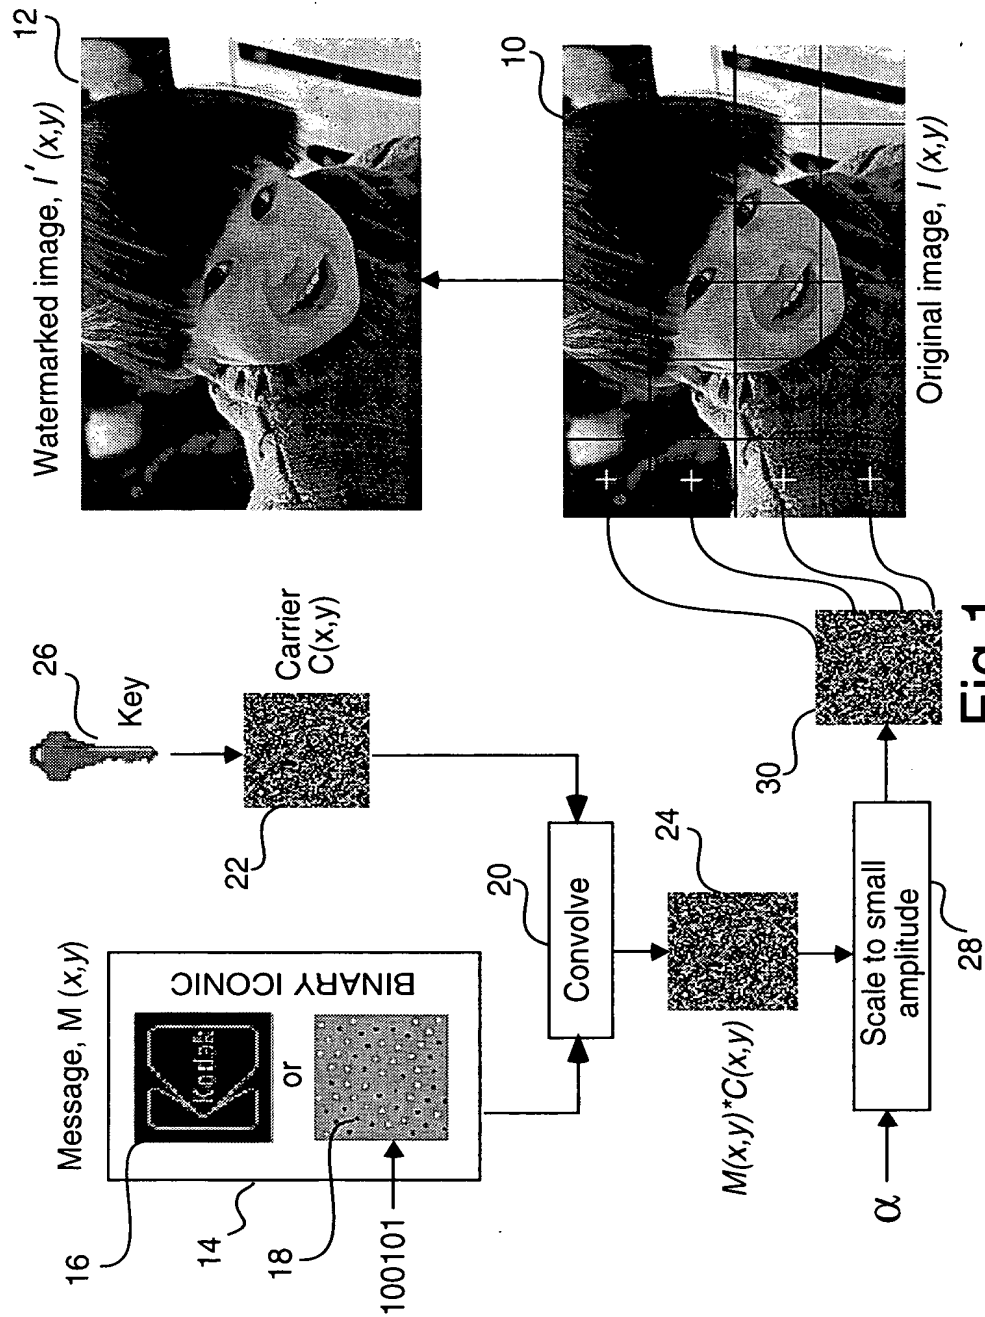 Message, M (x,y)
16
14
18
100101
Kodak
or
BINARY ICONIC
26
Key
22
Carrier
C(x,y)
20
Convolve
24
M(x,y)*C(x,y)
α
Scale to small
amplitude
28
30
Watermarked image, I′ (x,y)
12
10
Original image, I (x,y)
Fig. 1